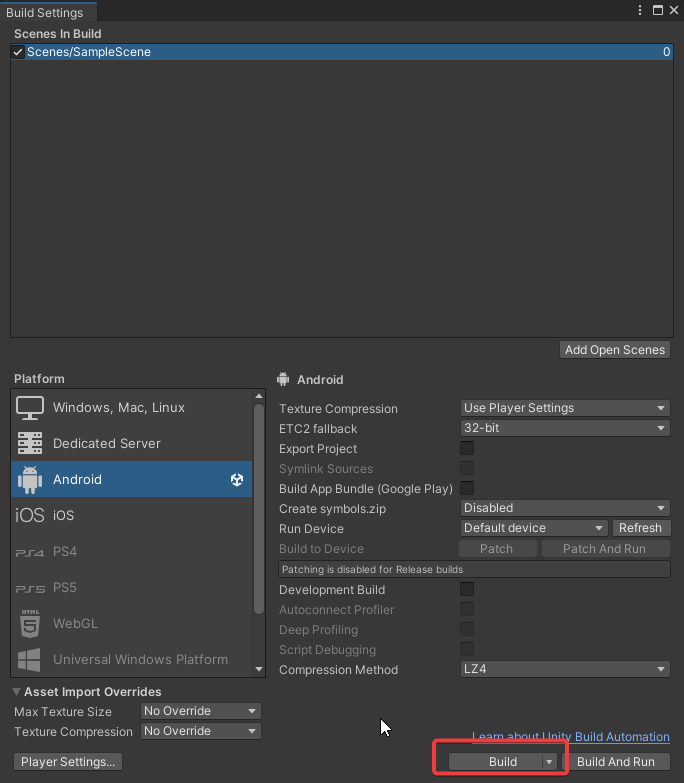 Build Settings
Scenes In Build
Scenes/SampleScene 0
Add Open Scenes
Platform
Windows, Mac, Linux
Dedicated Server
Android
iOS iOS
PS4 PS4
PS5 PS5
HTML 5 WebGL
Universal Windows Platform
Android
Texture Compression Use Player Settings
ETC2 fallback 32-bit
Export Project
Symlink Sources
Build App Bundle (Google Play)
Create symbols.zip Disabled
Run Device Default device Refresh
Build to Device Patch Patch And Run
Patching is disabled for Release builds
Development Build
Autoconnect Profiler
Deep Profiling
Script Debugging
Compression Method LZ4
Asset Import Overrides
Max Texture Size No Override
Texture Compression No Override
Learn about Unity Build Automation
Player Settings... Build Build And Run